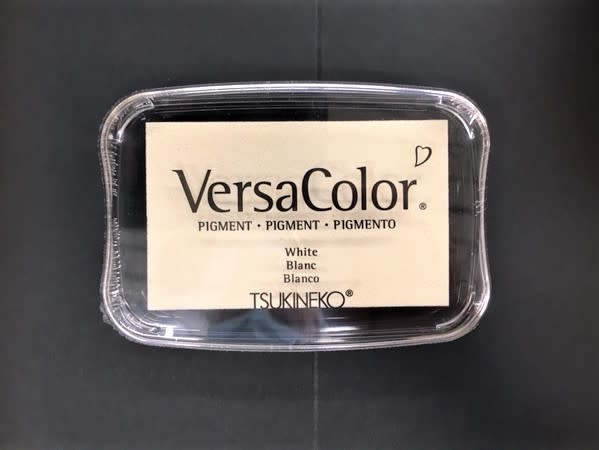 VersaColor®
PIGMENT • PIGMENT • PIGMENTO
White
Blanc
Blanco
TSUKINEKO®